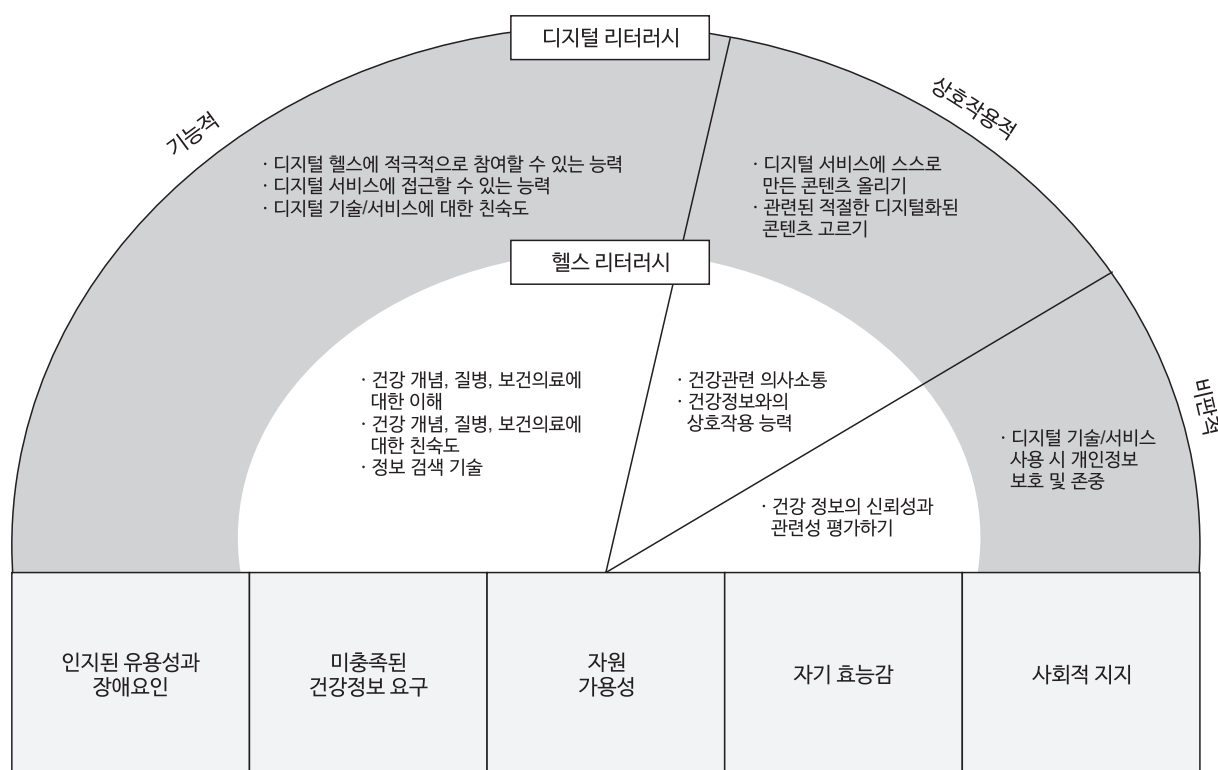 디지털 리터러시
기능적
상호작용적
· 디지털 헬스에 적극적으로 참여할 수 있는 능력
· 디지털 서비스에 접근할 수 있는 능력
· 디지털 기술/서비스에 대한 친숙도
· 디지털 서비스에 스스로
만든 콘텐츠 올리기
· 관련된 적절한 디지털화된
콘텐츠 고르기
헬스 리터러시
· 건강 개념, 질병, 보건의료에
대한 이해
· 건강 개념, 질병, 보건의료에
대한 친숙도
· 정보 검색 기술
· 건강관련 의사소통
· 건강정보와의
상호작용 능력
비판적
· 디지털 기술/서비스
사용 시 개인정보
보호 및 존중
· 건강 정보의 신뢰성과
관련성 평가하기
인지된 유용성과
장애요인
미충족된
건강정보 요구
자원
가용성
자기 효능감
사회적 지지